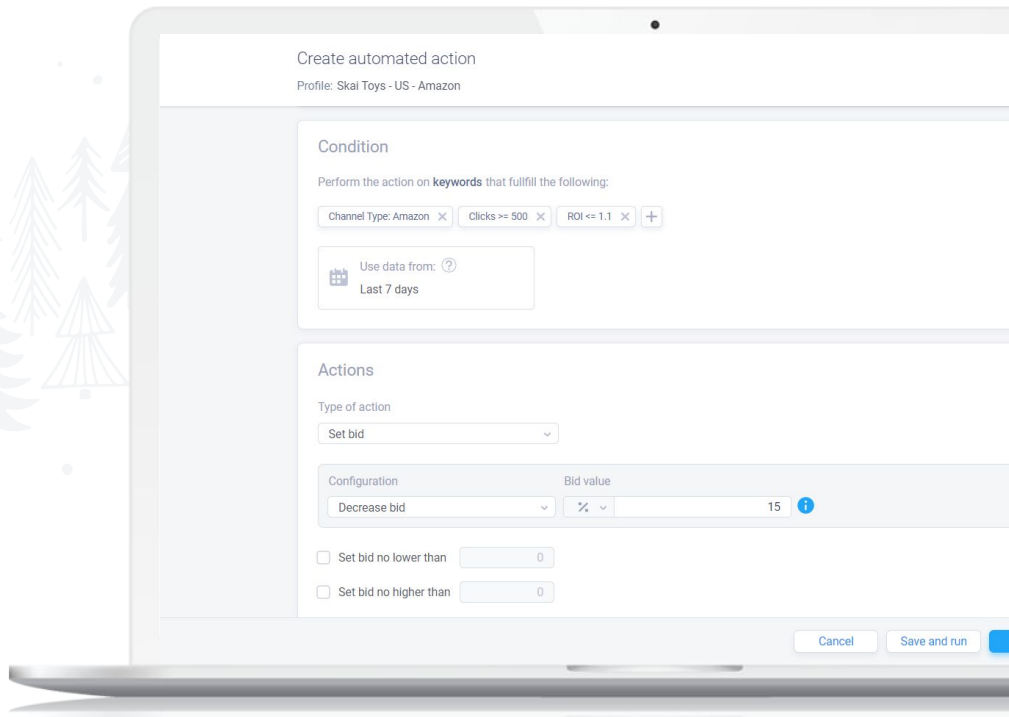 Create automated action
Profile: Skai Toys - US - Amazon
Condition
Perform the action on keywords that fullfill the following:
Channel Type: Amazon × Clicks >= 500 × ROI <= 1.1 × +
Use data from: ?
Last 7 days
Actions
Type of action
Set bid
Configuration Bid value
Decrease bid % 15 i
Set bid no lower than 0
Set bid no higher than 0
Cancel Save and run